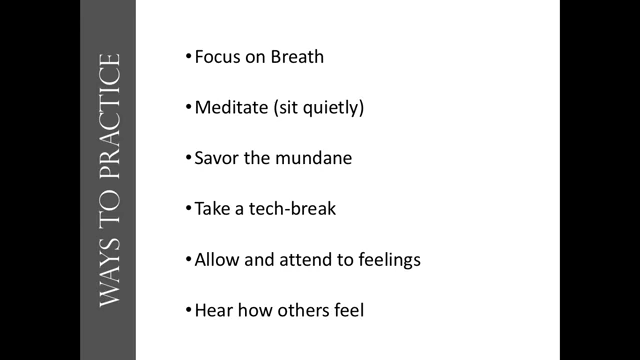 WAYS TO PRACTICE
• Focus on Breath
• Meditate (sit quietly)
• Savor the mundane
• Take a tech-break
• Allow and attend to feelings
• Hear how others feel